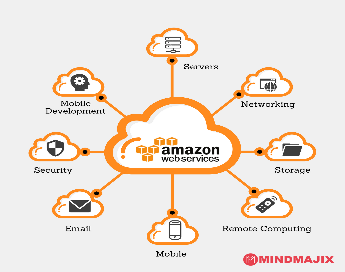 Servers
Mobile
Development
Networking
amazon
webservices
Security
Storage
Email
Mobile
Remote Computing
MINDMAJIX